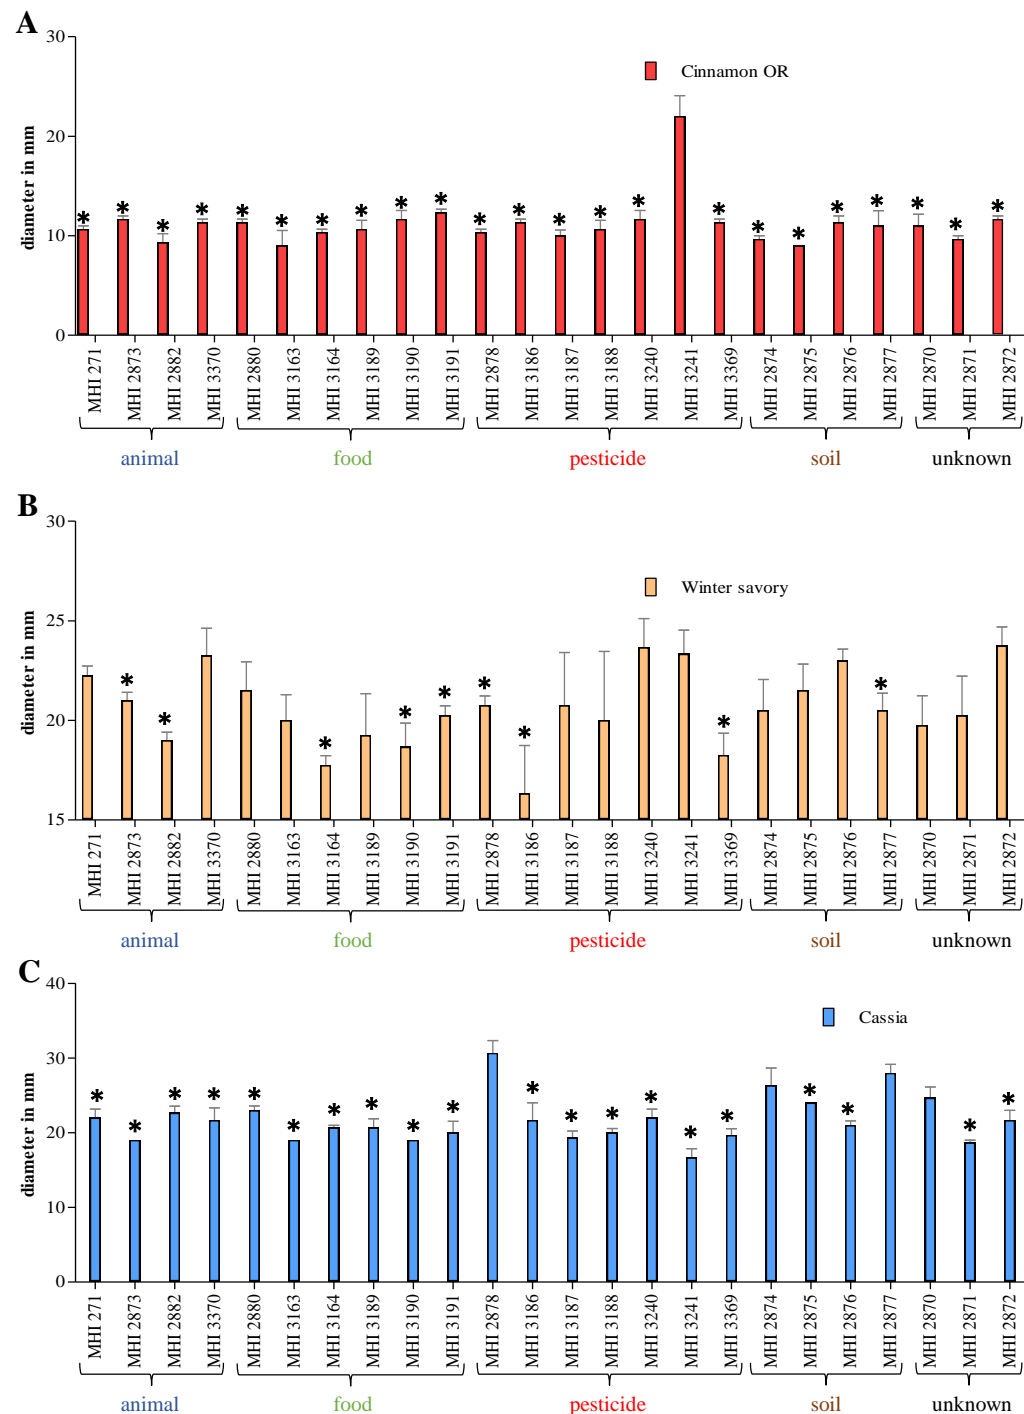 A
30
20
10
0
diameter in mm
Cinnamon OR
* * * * * * * * * * * * * * * * * * * * * * *
MHI 271
MHI 2873
MHI 2882
MHI 3370
MHI 2880
MHI 3163
MHI 3164
MHI 3189
MHI 3190
MHI 3191
MHI 2878
MHI 3186
MHI 3187
MHI 3188
MHI 3240
MHI 3241
MHI 3369
MHI 2874
MHI 2875
MHI 2876
MHI 2877
MHI 2870
MHI 2871
MHI 2872
animal food pesticide soil unknown
B
30
25
20
15
diameter in mm
Winter savory
* * * * * * * * *
MHI 271
MHI 2873
MHI 2882
MHI 3370
MHI 2880
MHI 3163
MHI 3164
MHI 3189
MHI 3190
MHI 3191
MHI 2878
MHI 3186
MHI 3187
MHI 3188
MHI 3240
MHI 3241
MHI 3369
MHI 2874
MHI 2875
MHI 2876
MHI 2877
MHI 2870
MHI 2871
MHI 2872
animal food pesticide soil unknown
C
40
30
20
10
0
diameter in mm
Cassia
* * * * * * * * * * * * * * * * * * * *
MHI 271
MHI 2873
MHI 2882
MHI 3370
MHI 2880
MHI 3163
MHI 3164
MHI 3189
MHI 3190
MHI 3191
MHI 2878
MHI 3186
MHI 3187
MHI 3188
MHI 3240
MHI 3241
MHI 3369
MHI 2874
MHI 2875
MHI 2876
MHI 2877
MHI 2870
MHI 2871
MHI 2872
animal food pesticide soil unknown